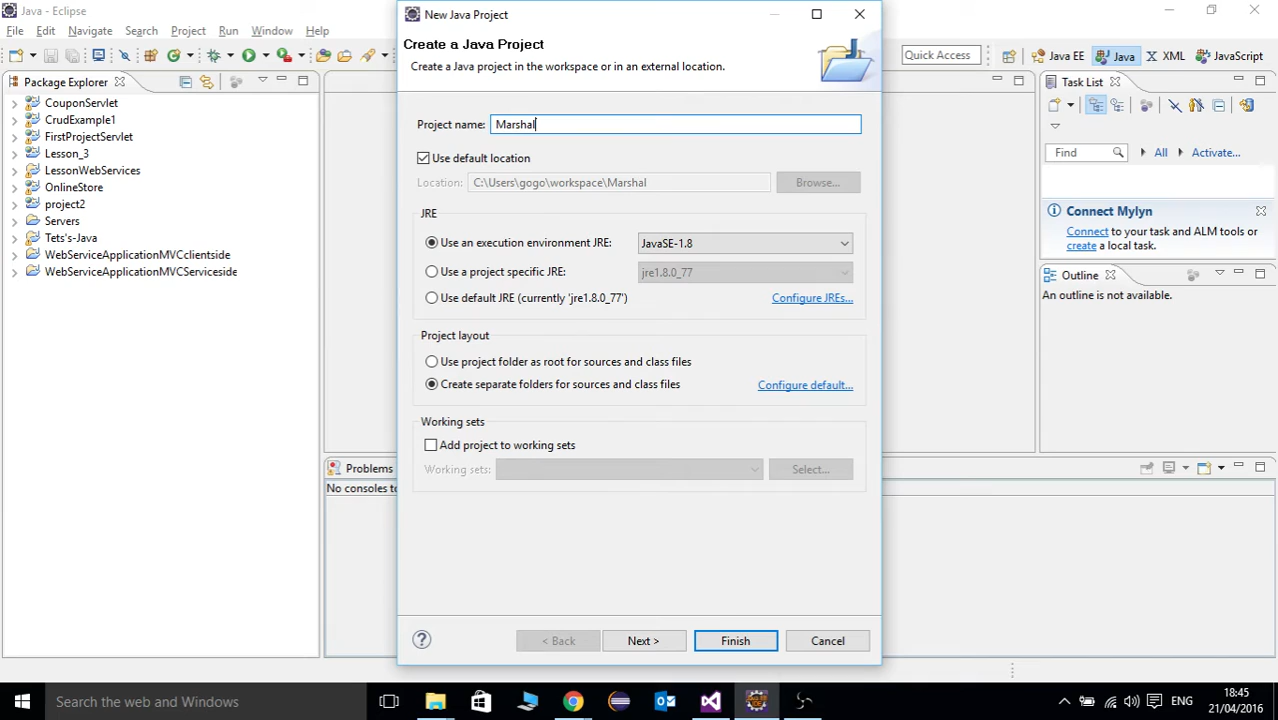 Java - Eclipse
File Edit Navigate Search Project Run Window Help
Quick Access
Java EE
Java
XML
JavaScript
Package Explorer
CouponServlet
CrudExample1
FirstProjectServlet
Lesson_3
LessonWebServices
OnlineStore
project2
Servers
Tets's-Java
WebServiceApplicationMVCclientside
WebServiceApplicationMVCServiceside
New Java Project
Create a Java Project
Create a Java project in the workspace or in an external location.
Project name: Marshal
Use default location
Location: C:\Users\gogo\workspace\Marshal Browse...
JRE
Use an execution environment JRE: JavaSE-1.8
Use a project specific JRE: jre1.8.0_77
Use default JRE (currently 'jre1.8.0_77') Configure JREs...
Project layout
Use project folder as root for sources and class files
Create separate folders for sources and class files Configure default...
Working sets
Add project to working sets
Working sets: Select...
< Back Next > Finish Cancel
Problems
No consoles to
Task List
Find All Activate...
Connect Mylyn
Connect to your task and ALM tools or
create a local task.
Outline
An outline is not available.
Search the web and Windows
ENG
18:45
21/04/2016